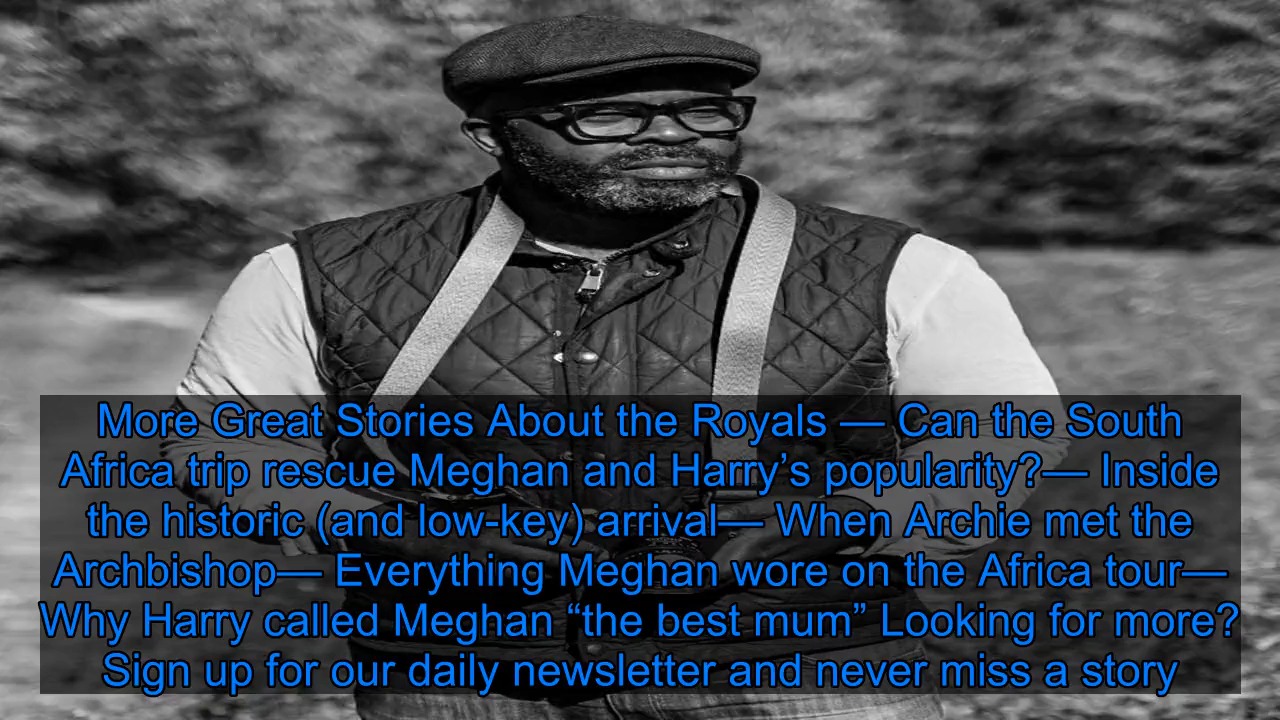 More Great Stories About the Royals — Can the South
Africa trip rescue Meghan and Harry’s popularity?— Inside
the historic (and low-key) arrival— When Archie met the
Archbishop— Everything Meghan wore on the Africa tour—
Why Harry called Meghan “the best mum” Looking for more?
Sign up for our daily newsletter and never miss a story